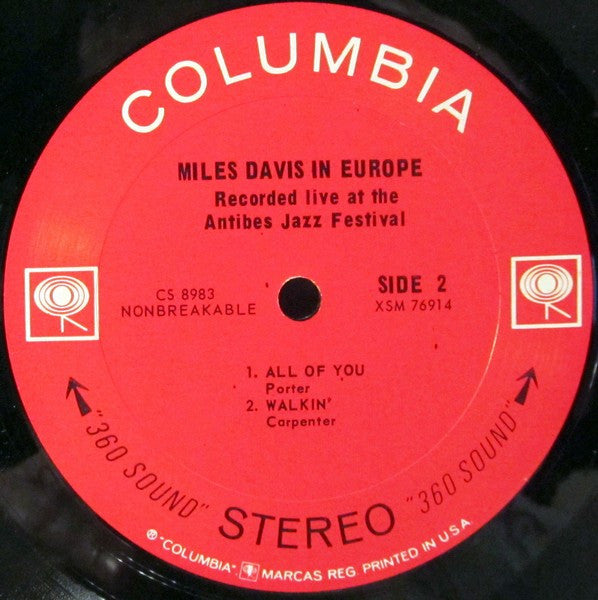 COLUMBIA
MILES DAVIS IN EUROPE
Recorded live at the
Antibes Jazz Festival
CS 8983
NONBREAKABLE
SIDE 2
XSM 76914
1. ALL OF YOU
Porter
2. WALKIN'
Carpenter
"360 SOUND" STEREO "360 SOUND"
® "COLUMBIA". MARCAS REG. PRINTED IN U.S.A.